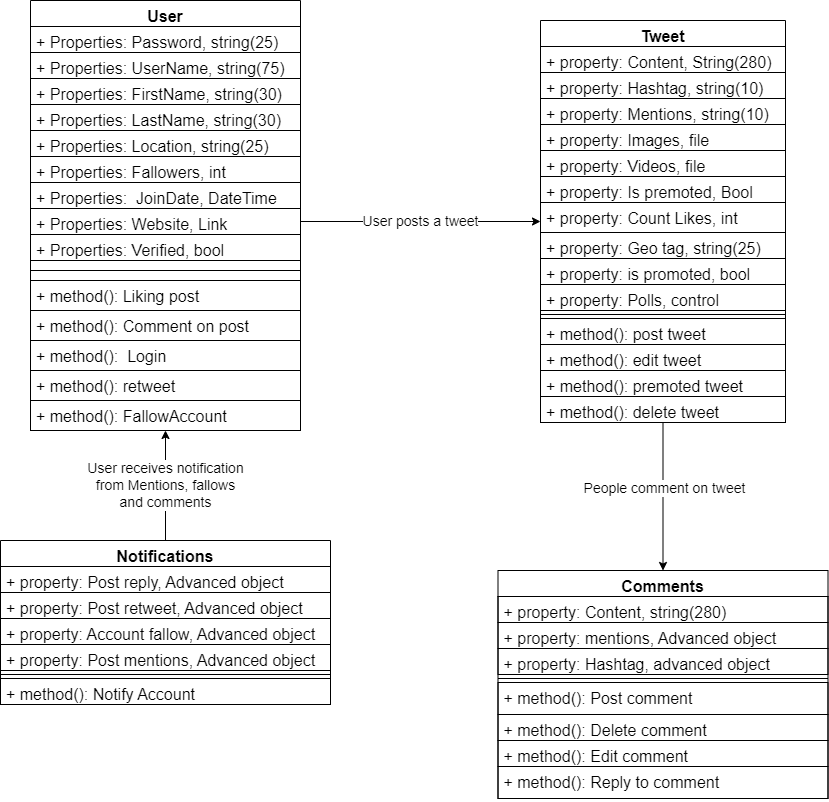 User
+ Properties: Password, string(25)
+ Properties: UserName, string(75)
+ Properties: FirstName, string(30)
+ Properties: LastName, string(30)
+ Properties: Location, string(25)
+ Properties: Fallowers, int
+ Properties:  JoinDate, DateTime
+ Properties: Website, Link
+ Properties: Verified, bool
+ method(): Liking post
+ method(): Comment on post
+ method():  Login
+ method(): retweet
+ method(): FallowAccount
User posts a tweet
Tweet
+ property: Content, String(280)
+ property: Hashtag, string(10)
+ property: Mentions, string(10)
+ property: Images, file
+ property: Videos, file
+ property: Is premoted, Bool
+ property: Count Likes, int
+ property: Geo tag, string(25)
+ property: is promoted, bool
+ property: Polls, control
+ method(): post tweet
+ method(): edit tweet
+ method(): premoted tweet
+ method(): delete tweet
User receives notification
from Mentions, fallows
and comments
People comment on tweet
Notifications
+ property: Post reply, Advanced object
+ property: Post retweet, Advanced object
+ property: Account fallow, Advanced object
+ property: Post mentions, Advanced object
+ method(): Notify Account
Comments
+ property: Content, string(280)
+ property: mentions, Advanced object
+ property: Hashtag, advanced object
+ method(): Post comment
+ method(): Delete comment
+ method(): Edit comment
+ method(): Reply to comment